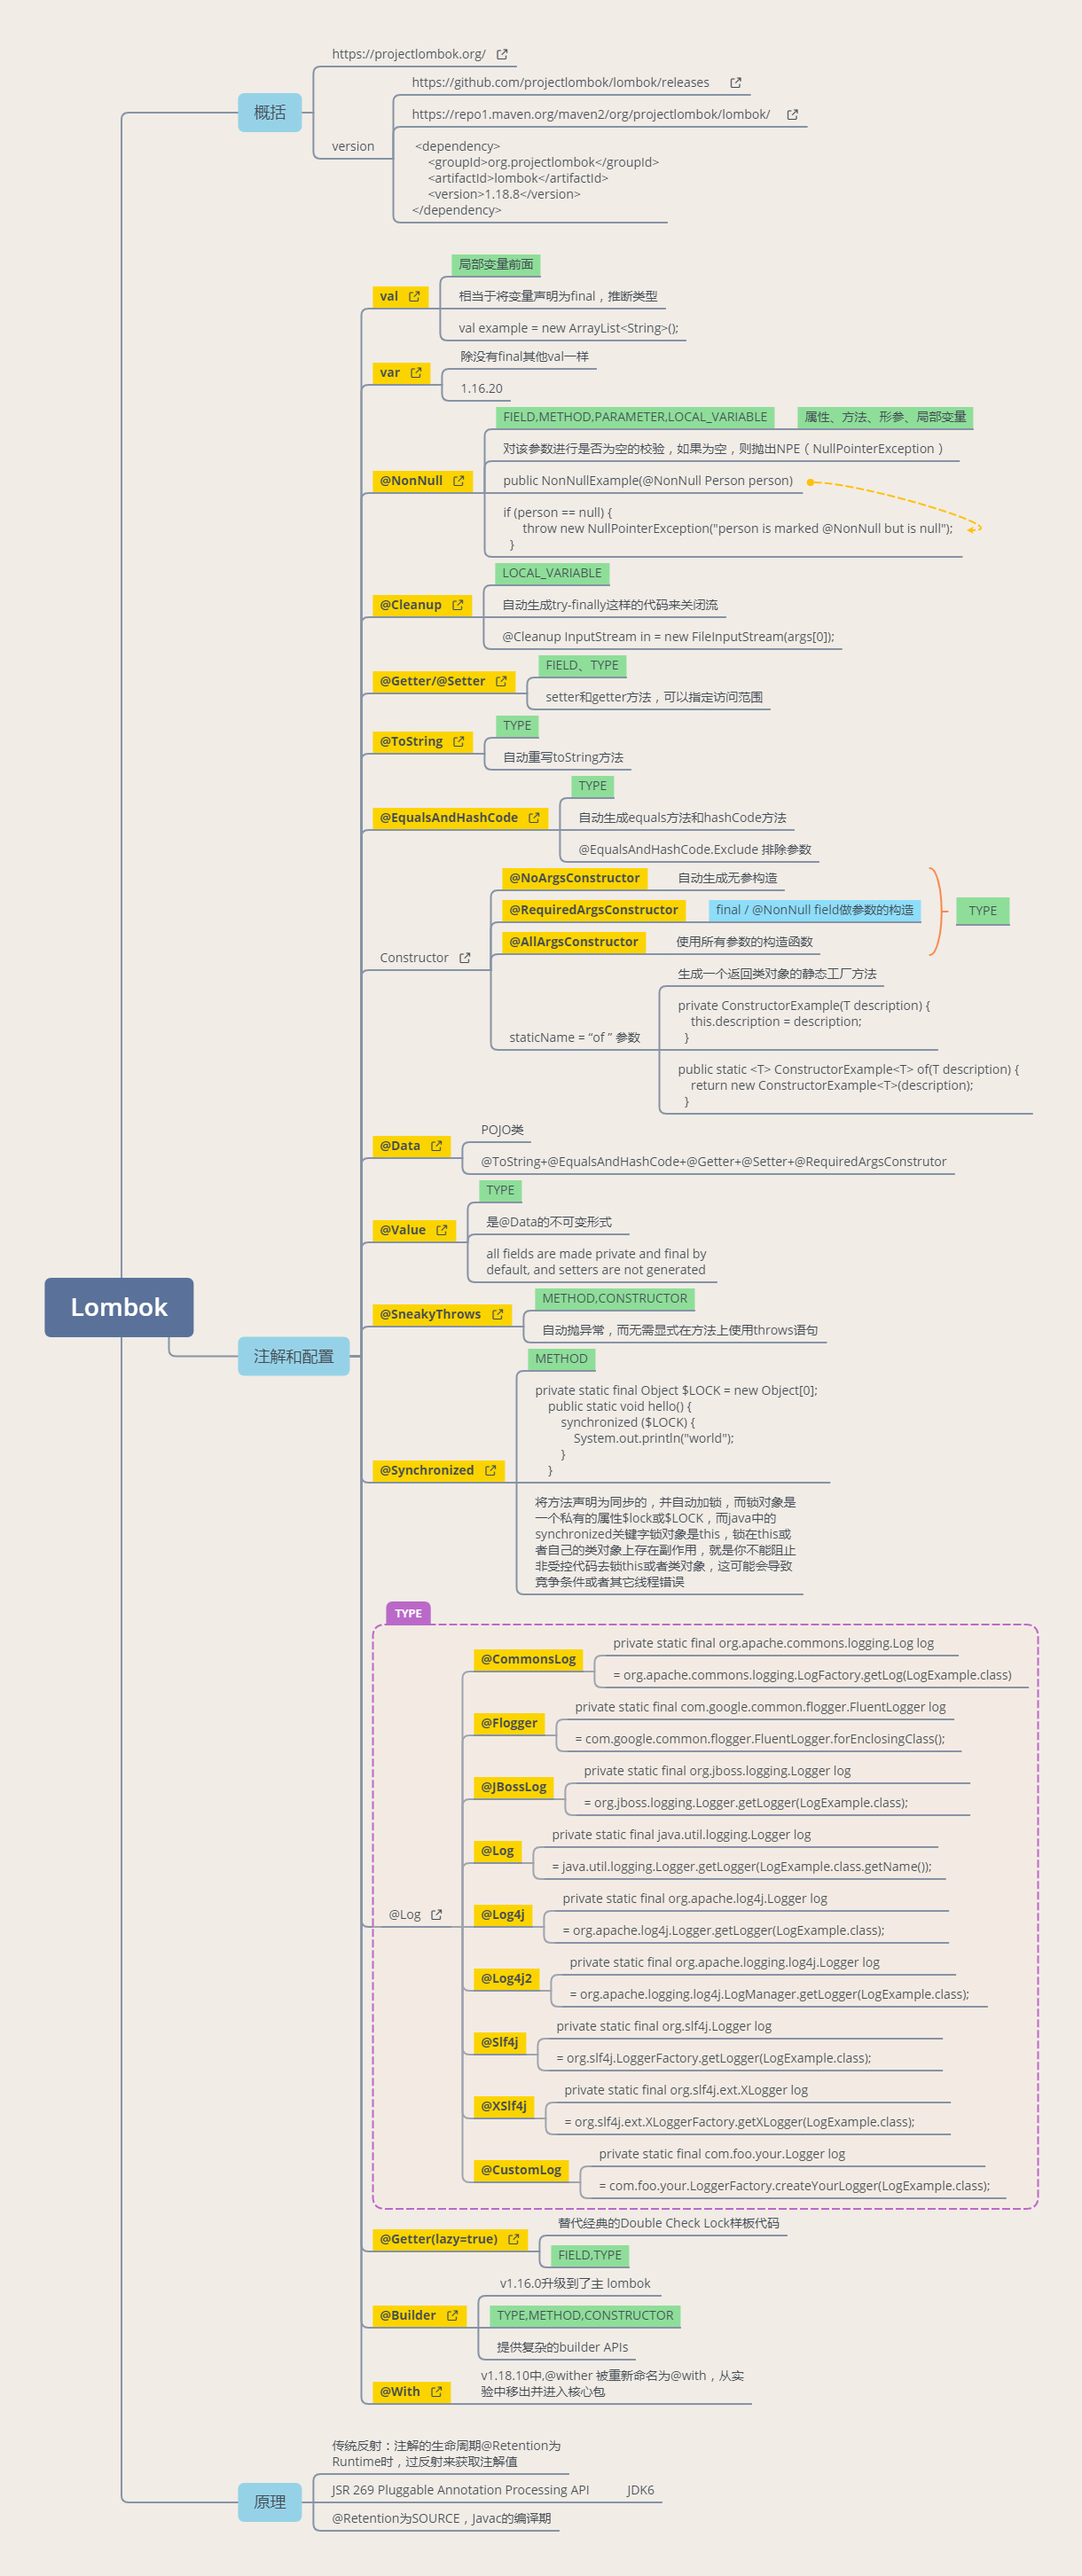 https://projectlombok.org/
https://github.com/projectlombok/lombok/releases
概括
https://repo1.maven.org/maven2/org/projectlombok/lombok/
version
<dependency>
<groupId>org.projectlombok</groupId>
<artifactId>lombok</artifactId>
<version>1.18.8</version>
</dependency>
局部变量前面
val
相当于将变量声明为final，推断类型
val example = new ArrayList<String>();
除没有final其他val一样
var
1.16.20
FIELD,METHOD,PARAMETER,LOCAL_VARIABLE 属性、方法、形参、局部变量
对该参数进行是否为空的校验，如果为空，则抛出NPE（NullPointerException）
@NonNull
public NonNullExample(@NonNull Person person)
if (person == null) {
throw new NullPointerException("person is marked @NonNull but is null");
}
LOCAL_VARIABLE
@Cleanup
自动生成try-finally这样的代码来关闭流
@Cleanup InputStream in = new FileInputStream(args[0]);
FIELD、TYPE
@Getter/@Setter
setter和getter方法，可以指定访问范围
TYPE
@ToString
自动重写toString方法
TYPE
@EqualsAndHashCode
自动生成equals方法和hashCode方法
@EqualsAndHashCode.Exclude 排除参数
@NoArgsConstructor 自动生成无参构造
@RequiredArgsConstructor final / @NonNull field做参数的构造
TYPE
@AllArgsConstructor 使用所有参数的构造函数
Constructor
生成一个返回类对象的静态工厂方法
private ConstructorExample(T description) {
this.description = description;
}
staticName = “of ” 参数
public static <T> ConstructorExample<T> of(T description) {
return new ConstructorExample<T>(description);
}
POJO类
@Data
@ToString+@EqualsAndHashCode+@Getter+@Setter+@RequiredArgsConstrutor
TYPE
@Value
是@Data的不可变形式
all fields are made private and final by
default, and setters are not generated
Lombok
METHOD,CONSTRUCTOR
@SneakyThrows
自动抛异常，而无需显式在方法上使用throws语句
注解和配置
METHOD
private static final Object $LOCK = new Object[0];
public static void hello() {
synchronized ($LOCK) {
System.out.println("world");
}
}
@Synchronized
将方法声明为同步的，并自动加锁，而锁对象是
一个私有的属性$lock或$LOCK，而java中的
synchronized关键字锁对象是this，锁在this或
者自己的类对象上存在副作用，就是你不能阻止
非受控代码去锁this或者类对象，这可能会导致
竞争条件或者其它线程错误
TYPE
private static final org.apache.commons.logging.Log log
@CommonsLog
= org.apache.commons.logging.LogFactory.getLog(LogExample.class)
private static final com.google.common.flogger.FluentLogger log
@Flogger
= com.google.common.flogger.FluentLogger.forEnclosingClass();
private static final org.jboss.logging.Logger log
@JBossLog
= org.jboss.logging.Logger.getLogger(LogExample.class);
private static final java.util.logging.Logger log
@Log
= java.util.logging.Logger.getLogger(LogExample.class.getName());
private static final org.apache.log4j.Logger log
@Log
@Log4j
= org.apache.log4j.Logger.getLogger(LogExample.class);
private static final org.apache.logging.log4j.Logger log
@Log4j2
= org.apache.logging.log4j.LogManager.getLogger(LogExample.class);
private static final org.slf4j.Logger log
@Slf4j
= org.slf4j.LoggerFactory.getLogger(LogExample.class);
private static final org.slf4j.ext.XLogger log
@XSlf4j
= org.slf4j.ext.XLoggerFactory.getXLogger(LogExample.class);
private static final com.foo.your.Logger log
@CustomLog
= com.foo.your.LoggerFactory.createYourLogger(LogExample.class);
替代经典的Double Check Lock样板代码
@Getter(lazy=true)
FIELD,TYPE
v1.16.0升级到了主 lombok
@Builder
TYPE,METHOD,CONSTRUCTOR
提供复杂的builder APIs
@With
v1.18.10中,@wither 被重新命名为@with，从实
验中移出并进入核心包
传统反射：注解的生命周期@Retention为
Runtime时，过反射来获取注解值
原理
JSR 269 Pluggable Annotation Processing API JDK6
@Retention为SOURCE，Javac的编译期